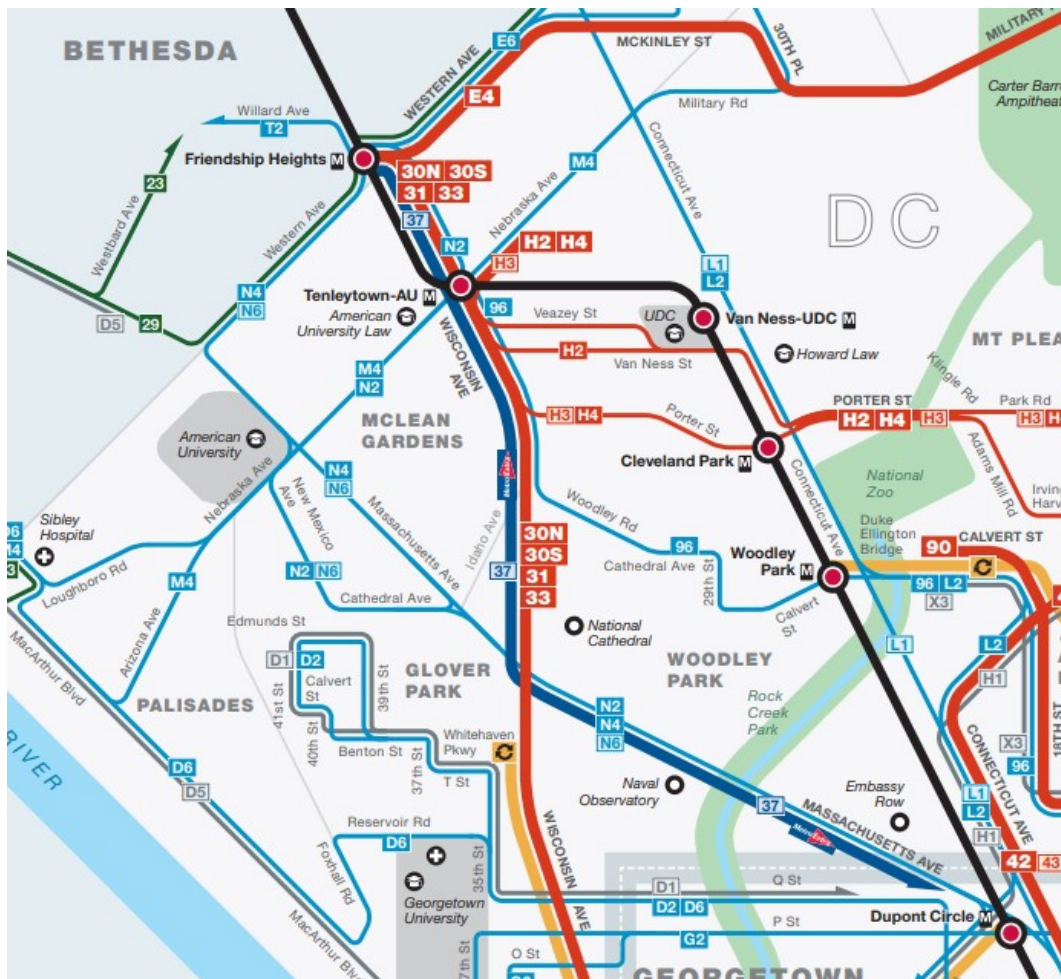 BETHESDA
E6
WESTERN AVE
MCKINLEY ST
30TH PL
E4
Willard Ave
T2
Friendship Heights M
Military Rd
Carter Barr
Ampitheat
23
Westbard Ave
Western Ave
30N 30S
31 33
37
M4
Nebraska Ave
Connecticut Ave
DC
N2
H2 H4
H3
L1
L2
N4
N6
Tenleytown-AU M
American
University Law
96
D5
29
Veazey St
UDC
Van Ness-UDC M
H2
Van Ness St
Howard Law
MT PLEA
WISCONSIN
AVE
M4
N2
MCLEAN
GARDENS
H3 H4
Porter St
PORTER ST
H2 H4 H3
Klingle Rd
Park Rd
H3 H4
American
University
Cleveland Park M
Adams Mill Rd
National
Zoo
N4
N6
Nebraska Ave
New Mexico
Ave
Massachusetts Ave
Idaho Ave
Woodley Rd
Connecticut Ave
Irving
Harv
Sibley
Hospital
D6
M4
Loughboro Rd
30N
30S
31
33
96
Cathedral Ave
29th St
Duke
Ellington
Bridge
90
CALVERT ST
Woodley
Park M
37
M4
N2 N6
Cathedral Ave
96 L2
X3
Calvert
St
Arizona Ave
MacArthur Blvd
Edmunds St
National
Cathedral
L1
L2
H1
D1 D2
Calvert
St
41st St
40th St
39th St
GLOVER
PARK
WOODLEY
PARK
PALISADES
Rock
Creek
Park
N2
N4
N6
Benton St
37th St
Whitehaven
Pkwy
T St
X3
18TH ST
CONNECTICUT AVE
96
RIVER
D6
D5
Naval
Observatory
37
Embassy
Row
MASSACHUSETTS AVE
L1
L2
H1
Reservoir Rd
D6
Foxhall Rd
WISCONSIN
AVE
42 43
35th St
Georgetown
University
D1
Q St
D2 D6
MacArthur Blvd
P St
Dupont Circle M
G2
O St
GEORGETOWN